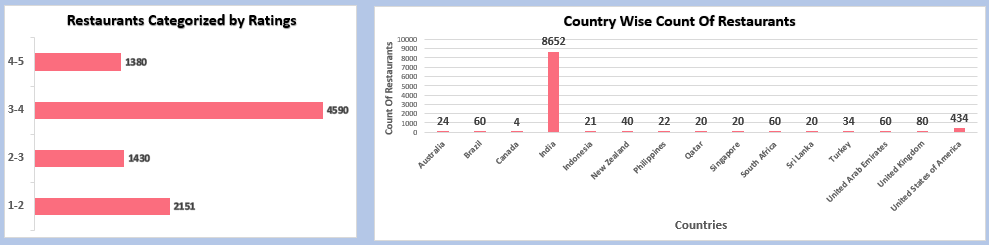 Restaurants Categorized by Ratings
4-5
1380
3-4
4590
2-3
1430
1-2
2151
Country Wise Count Of Restaurants
Count Of Restaurants
10000
9000
8000
7000
6000
5000
4000
3000
2000
1000
0
24
60
4
8652
21
40
22
20
20
60
20
34
60
80
434
Australia
Brazil
Canada
India
Indonesia
New Zealand
Philippines
Qatar
Singapore
South Africa
Sri Lanka
Turkey
United Arab Emirates
United Kingdom
United States of America
Countries